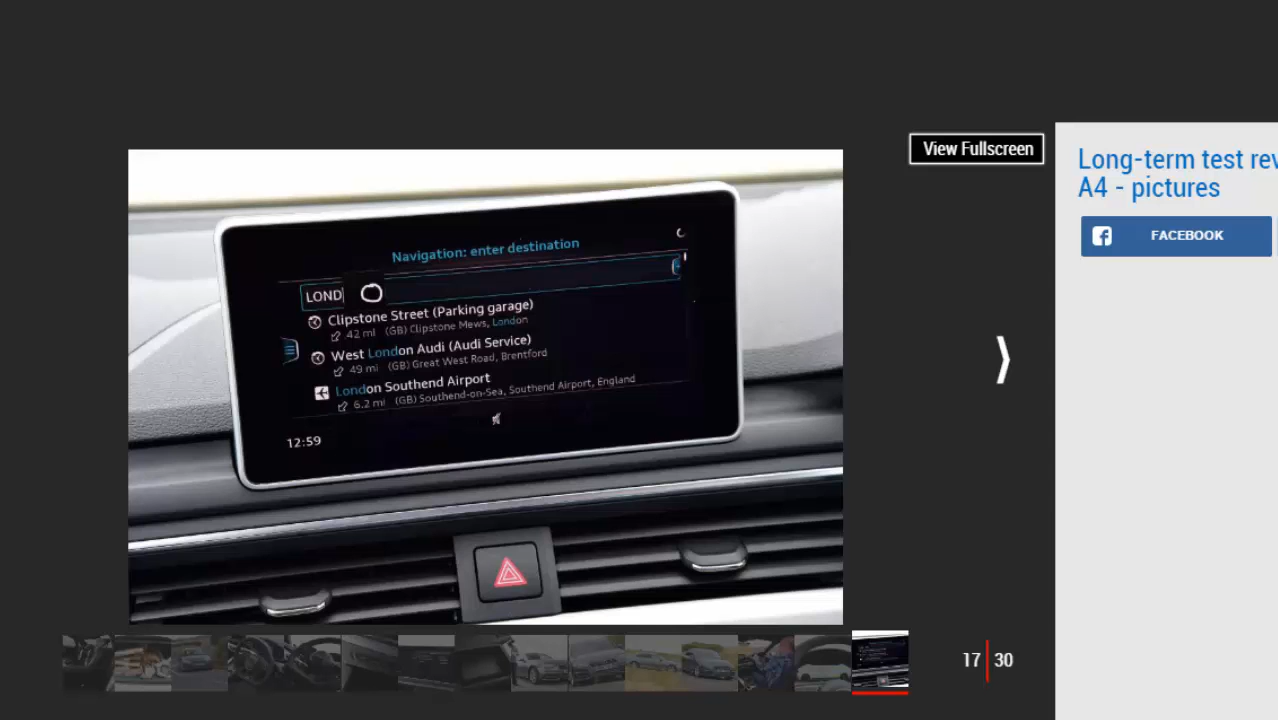 View Fullscreen
Long-term test rev
A4 - pictures
FACEBOOK
Navigation: enter destination
LOND
Clipstone Street (Parking garage)
42 mi (GB) Clipstone Mews, London
West London Audi (Audi Service)
49 mi (GB) Great West Road, Brentford
London Southend Airport
6.2 mi (GB) Southend-on-Sea, Southend Airport, England
12:59
17 30